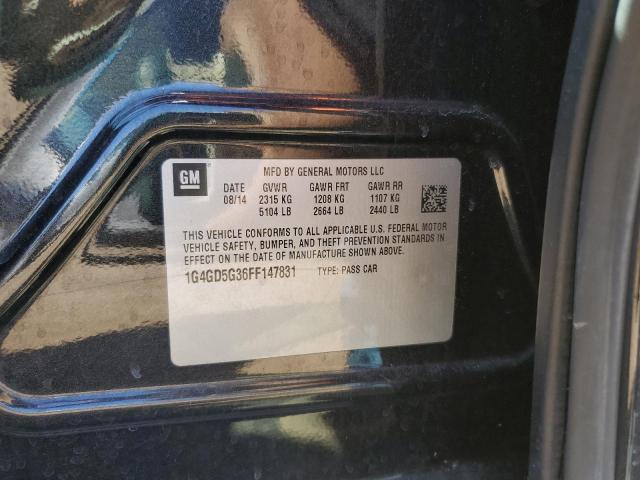 GM
MFD BY GENERAL MOTORS LLC
DATE GVWR GAWR FRT GAWR RR
08/14 2315 KG 1208 KG 1107 KG
5104 LB 2664 LB 2440 LB
THIS VEHICLE CONFORMS TO ALL APPLICABLE U.S. FEDERAL MOTOR
VEHICLE SAFETY, BUMPER, AND THEFT PREVENTION STANDARDS IN
EFFECT ON THE DATE OF MANUFACTURE SHOWN ABOVE.
1G4GD5G36FF147831 TYPE: PASS CAR